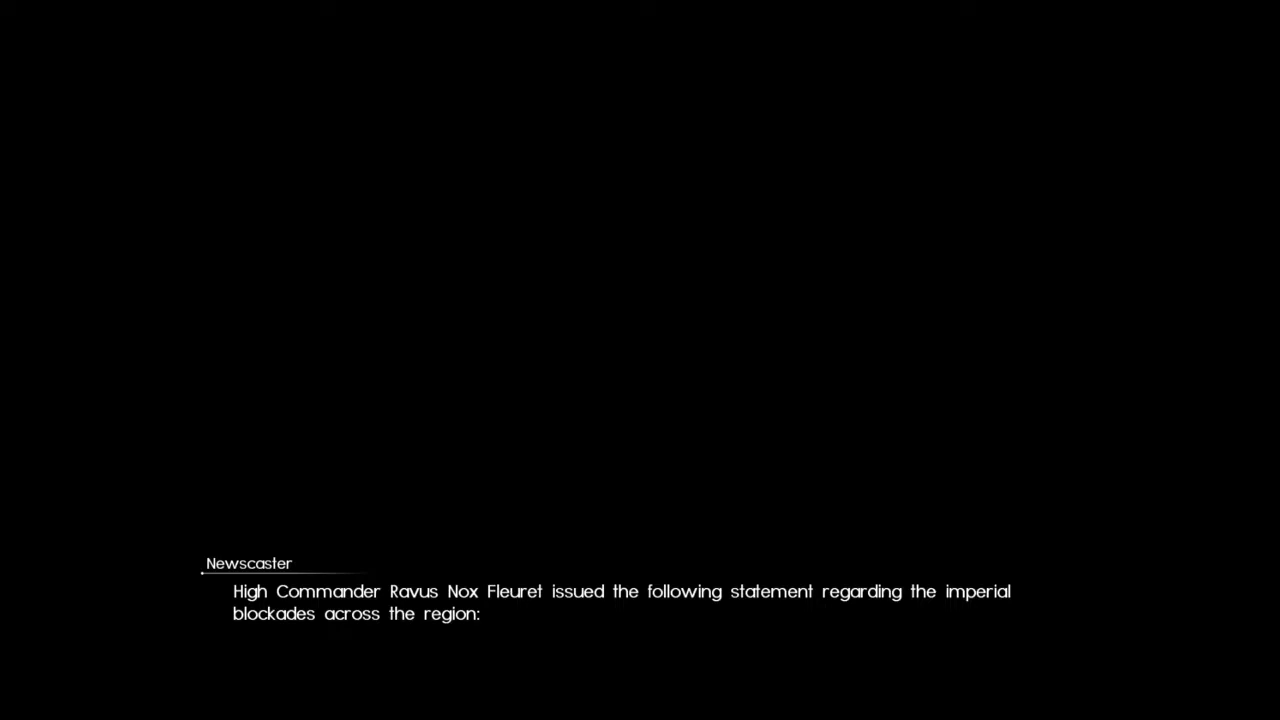 Newscaster
High Commander Ravus Nox Fleuret issued the following statement regarding the imperial
blockades across the region: